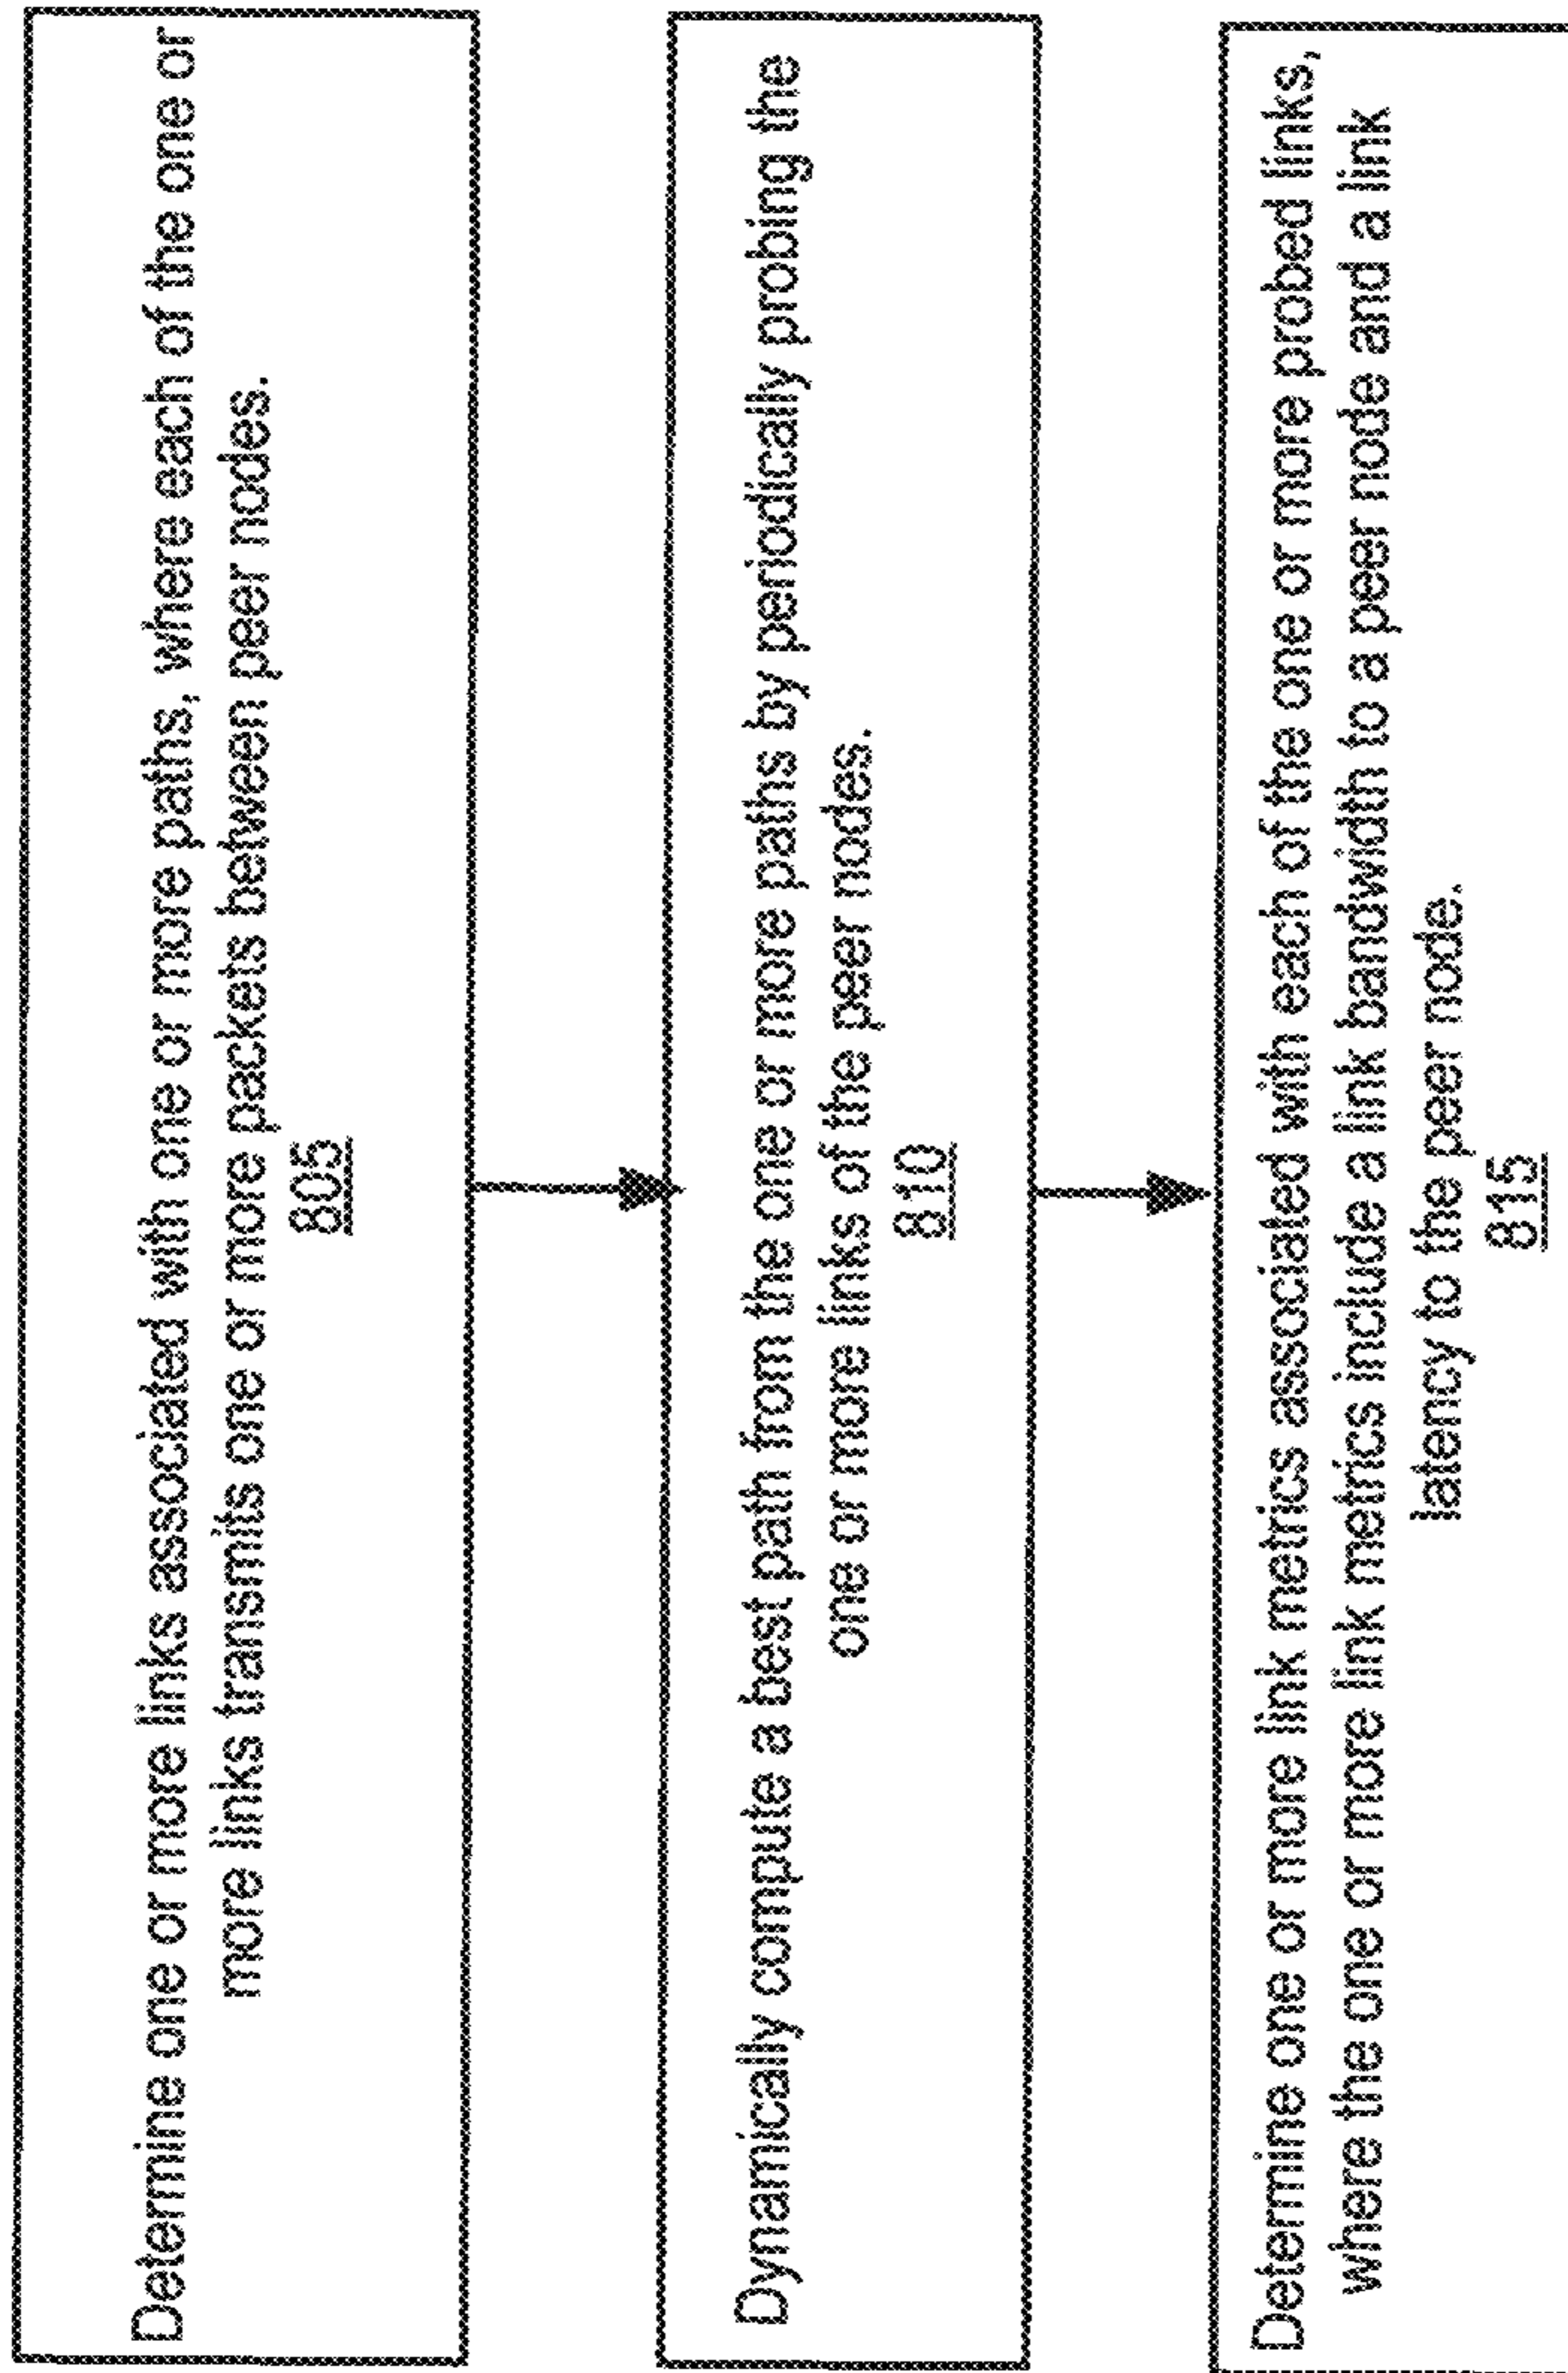 Determine one or more links associated with one or more paths, where each of the one or
more links transmits one or more packets between peer nodes.
805
Dynamically compute a best path from the one or more paths by periodically probing the
one or more links of the peer nodes.
810
Determine one or more link metrics associated with each of the one or more probed links,
where the one or more link metrics include a link bandwidth to a peer node and a link
latency to the peer node.
815